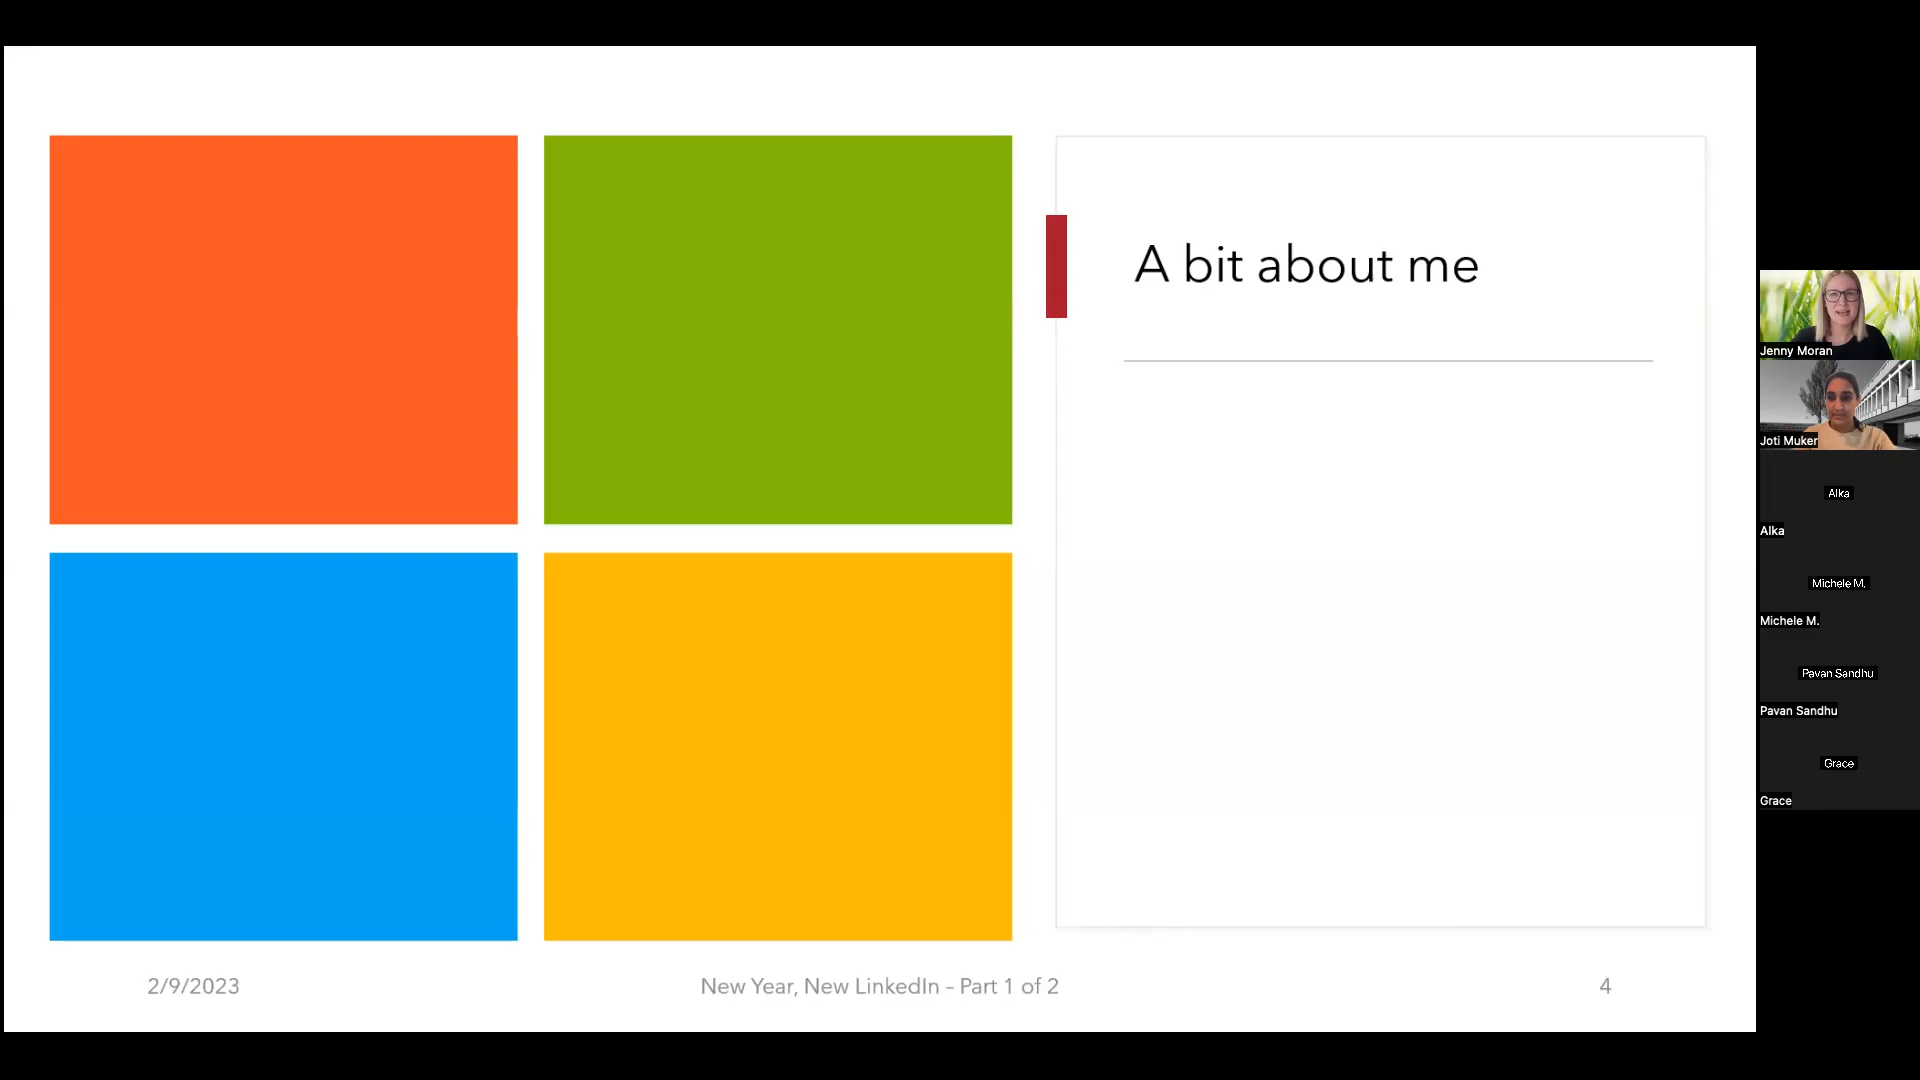 A bit about me
2/9/2023
New Year, New LinkedIn – Part 1 of 2
4
Jenny Moran
Joti Muker
Alka
Alka
Michele M.
Michele M.
Pavan Sandhu
Pavan Sandhu
Grace
Grace